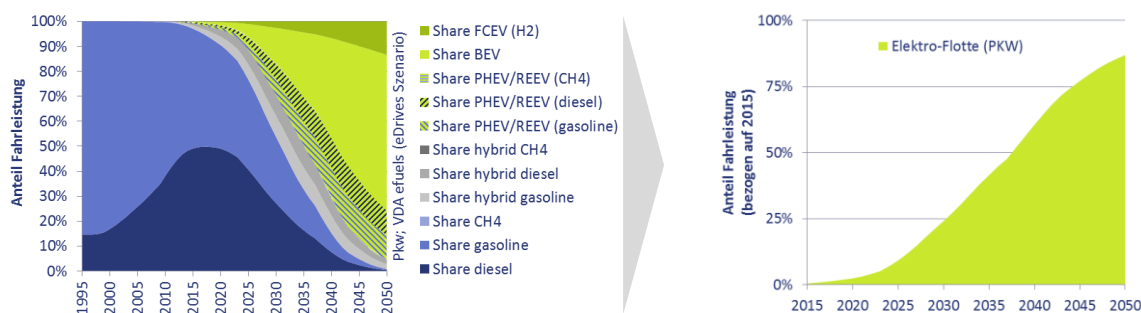 100%
90%
80%
70%
60%
50%
40%
30%
20%
10%
0%
Anteil Fahrleistung
1995
2000
2005
2010
2015
2020
2025
2030
2035
2040
2045
2050
Pkw; VDA efuels (eDrives Szenario)
Share FCEV (H2)
Share BEV
Share PHEV/REEV (CH4)
Share PHEV/REEV (diesel)
Share PHEV/REEV (gasoline)
Share hybrid CH4
Share hybrid diesel
Share hybrid gasoline
Share CH4
Share gasoline
Share diesel
Anteil Fahrleistung
(bezogen auf 2015)
100%
75%
50%
25%
0%
Elektro-Flotte (PKW)
2015
2020
2025
2030
2035
2040
2045
2050